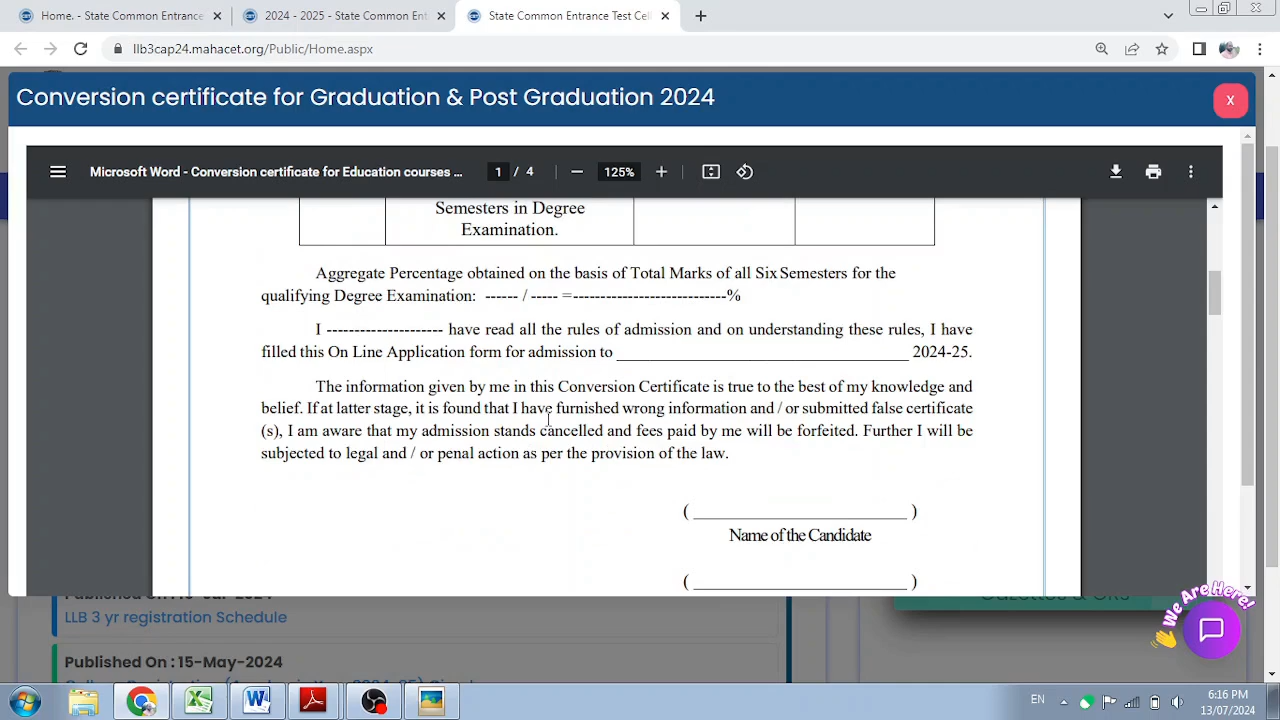 Home. - State Common Entrance
2024 - 2025 - State Common Ent
State Common Entrance Test Cell
llb3cap24.mahacet.org/Public/Home.aspx
Conversion certificate for Graduation & Post Graduation 2024
X
Microsoft Word - Conversion certificate for Education courses ...
1 / 4
125%
Semesters in Degree
Examination.
Aggregate Percentage obtained on the basis of Total Marks of all Six Semesters for the
qualifying Degree Examination: ------ / ----- =----------------------------%
I --------------------- have read all the rules of admission and on understanding these rules, I have
filled this On Line Application form for admission to ___________________________________ 2024-25.
The information given by me in this Conversion Certificate is true to the best of my knowledge and
belief. If at latter stage, it is found that I have furnished wrong information and / or submitted false certificate
(s), I am aware that my admission stands cancelled and fees paid by me will be forfeited. Further I will be
subjected to legal and / or penal action as per the provision of the law.
( __________________________ )
Name of the Candidate
( __________________________ )
LLB 3 yr registration Schedule
Published On : 15-May-2024
We Are Here!
EN
6:16 PM
13/07/2024